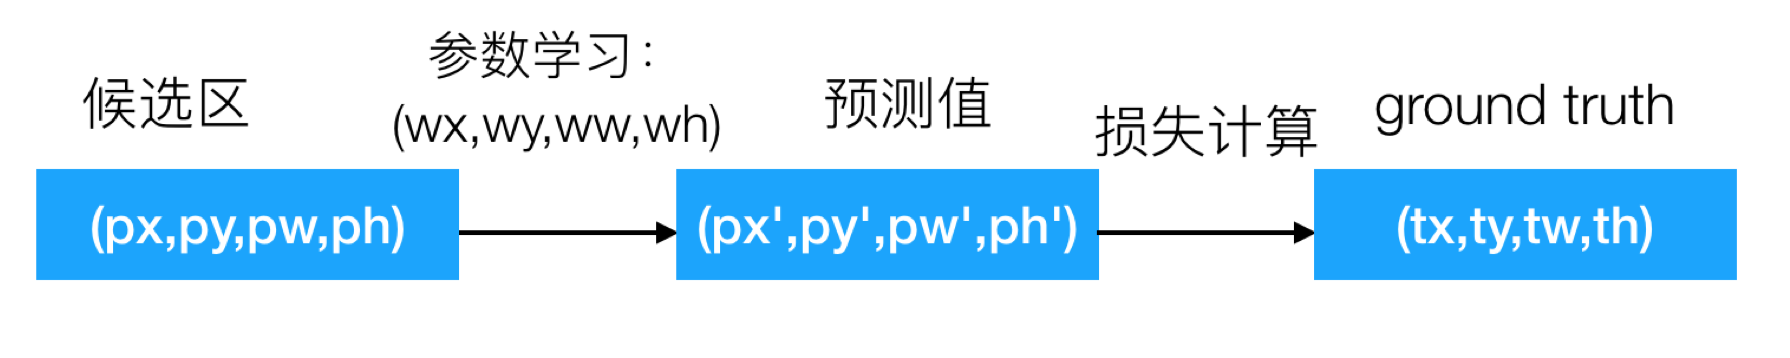 候选区
(px,py,pw,ph)
参数学习：
(wx,wy,ww,wh)
预测值
(px',py',pw',ph')
损失计算
ground truth
(tx,ty,tw,th)